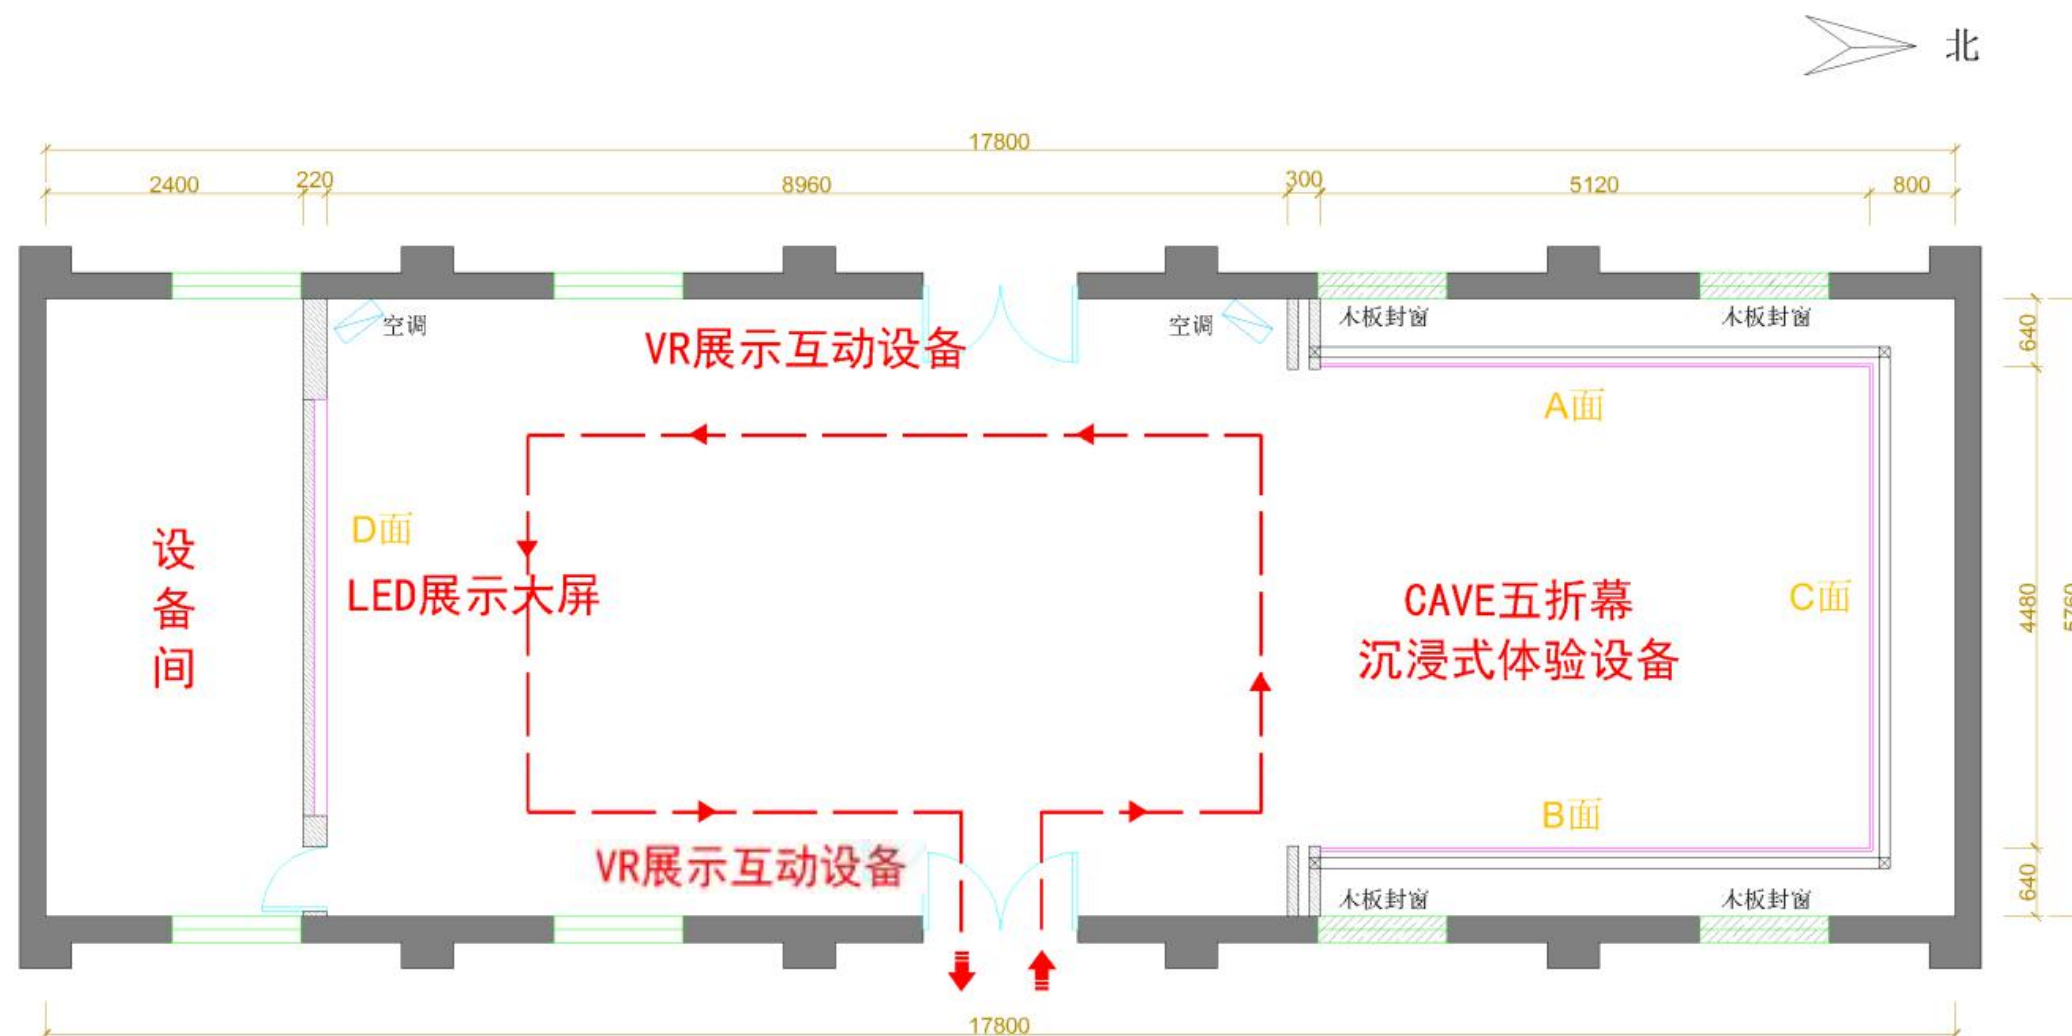 北
17800
2400
220
8960
300
5120
800
空调
空调
木板封窗
木板封窗
VR展示互动设备
640
A面
D面
设
备
间
LED展示大屏
CAVE五折幕
沉浸式体验设备
C面
4480
5760
B面
VR展示互动设备
640
木板封窗
木板封窗
17800